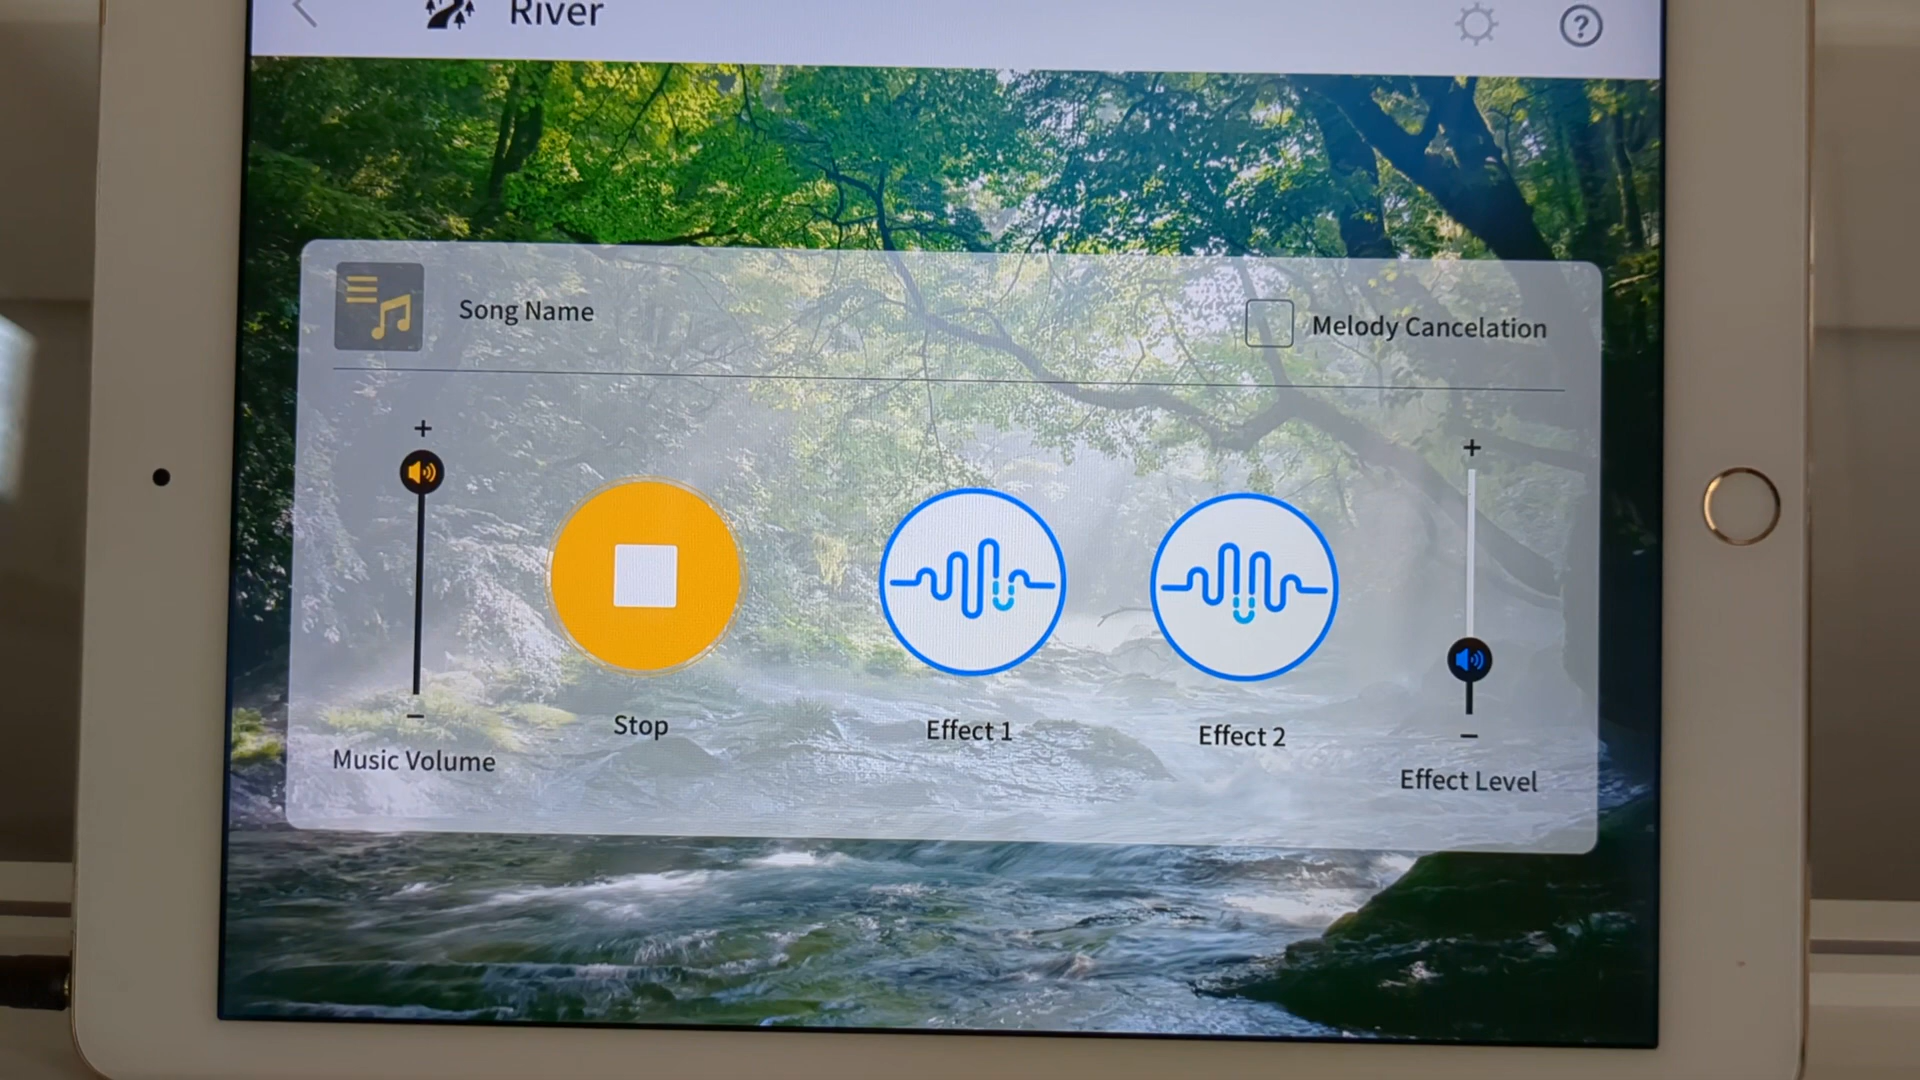 River
?
Song Name
Melody Cancelation
+
+
Stop
Effect 1
Effect 2
−
−
Music Volume
Effect Level